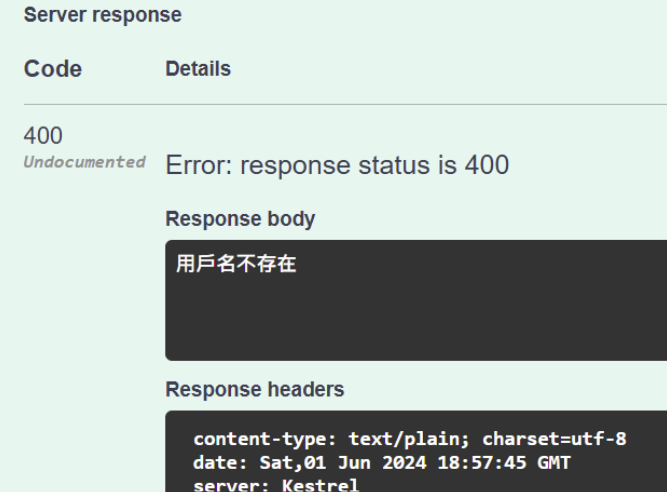 Server response
Code Details
400
Undocumented
Error: response status is 400
Response body
用戶名不存在
Response headers
content-type: text/plain; charset=utf-8
date: Sat,01 Jun 2024 18:57:45 GMT
server: Kestrel